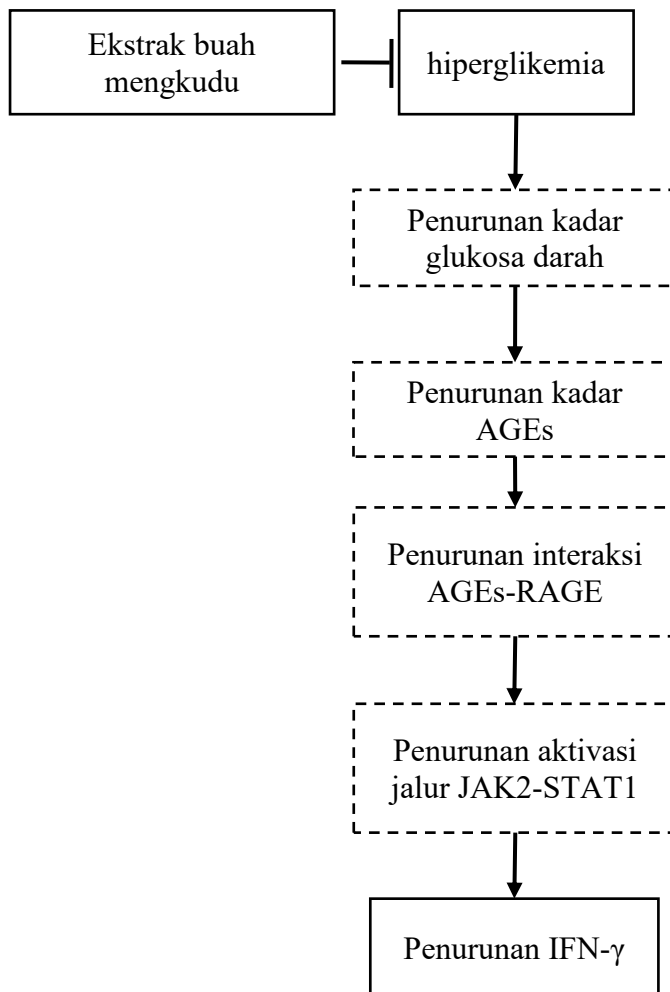 Ekstrak buah
mengkudu
hiperglikemia
Penurunan kadar
glukosa darah
Penurunan kadar
AGEs
Penurunan interaksi
AGEs-RAGE
Penurunan aktivasi
jalur JAK2-STAT1
Penurunan IFN-γ